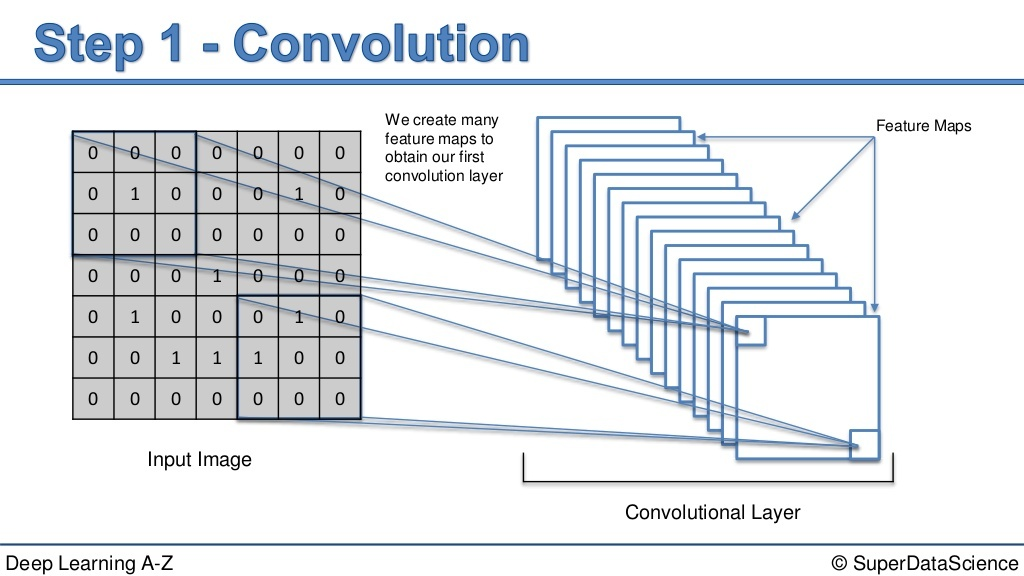 Step 1 - Convolution
We create many
feature maps to
obtain our first
convolution layer
Feature Maps
0 0 0 0 0 0 0
0 1 0 0 0 1 0
0 0 0 0 0 0 0
0 0 0 1 0 0 0
0 1 0 0 0 1 0
0 0 1 1 1 0 0
0 0 0 0 0 0 0
Input Image
Convolutional Layer
Deep Learning A-Z
© SuperDataScience